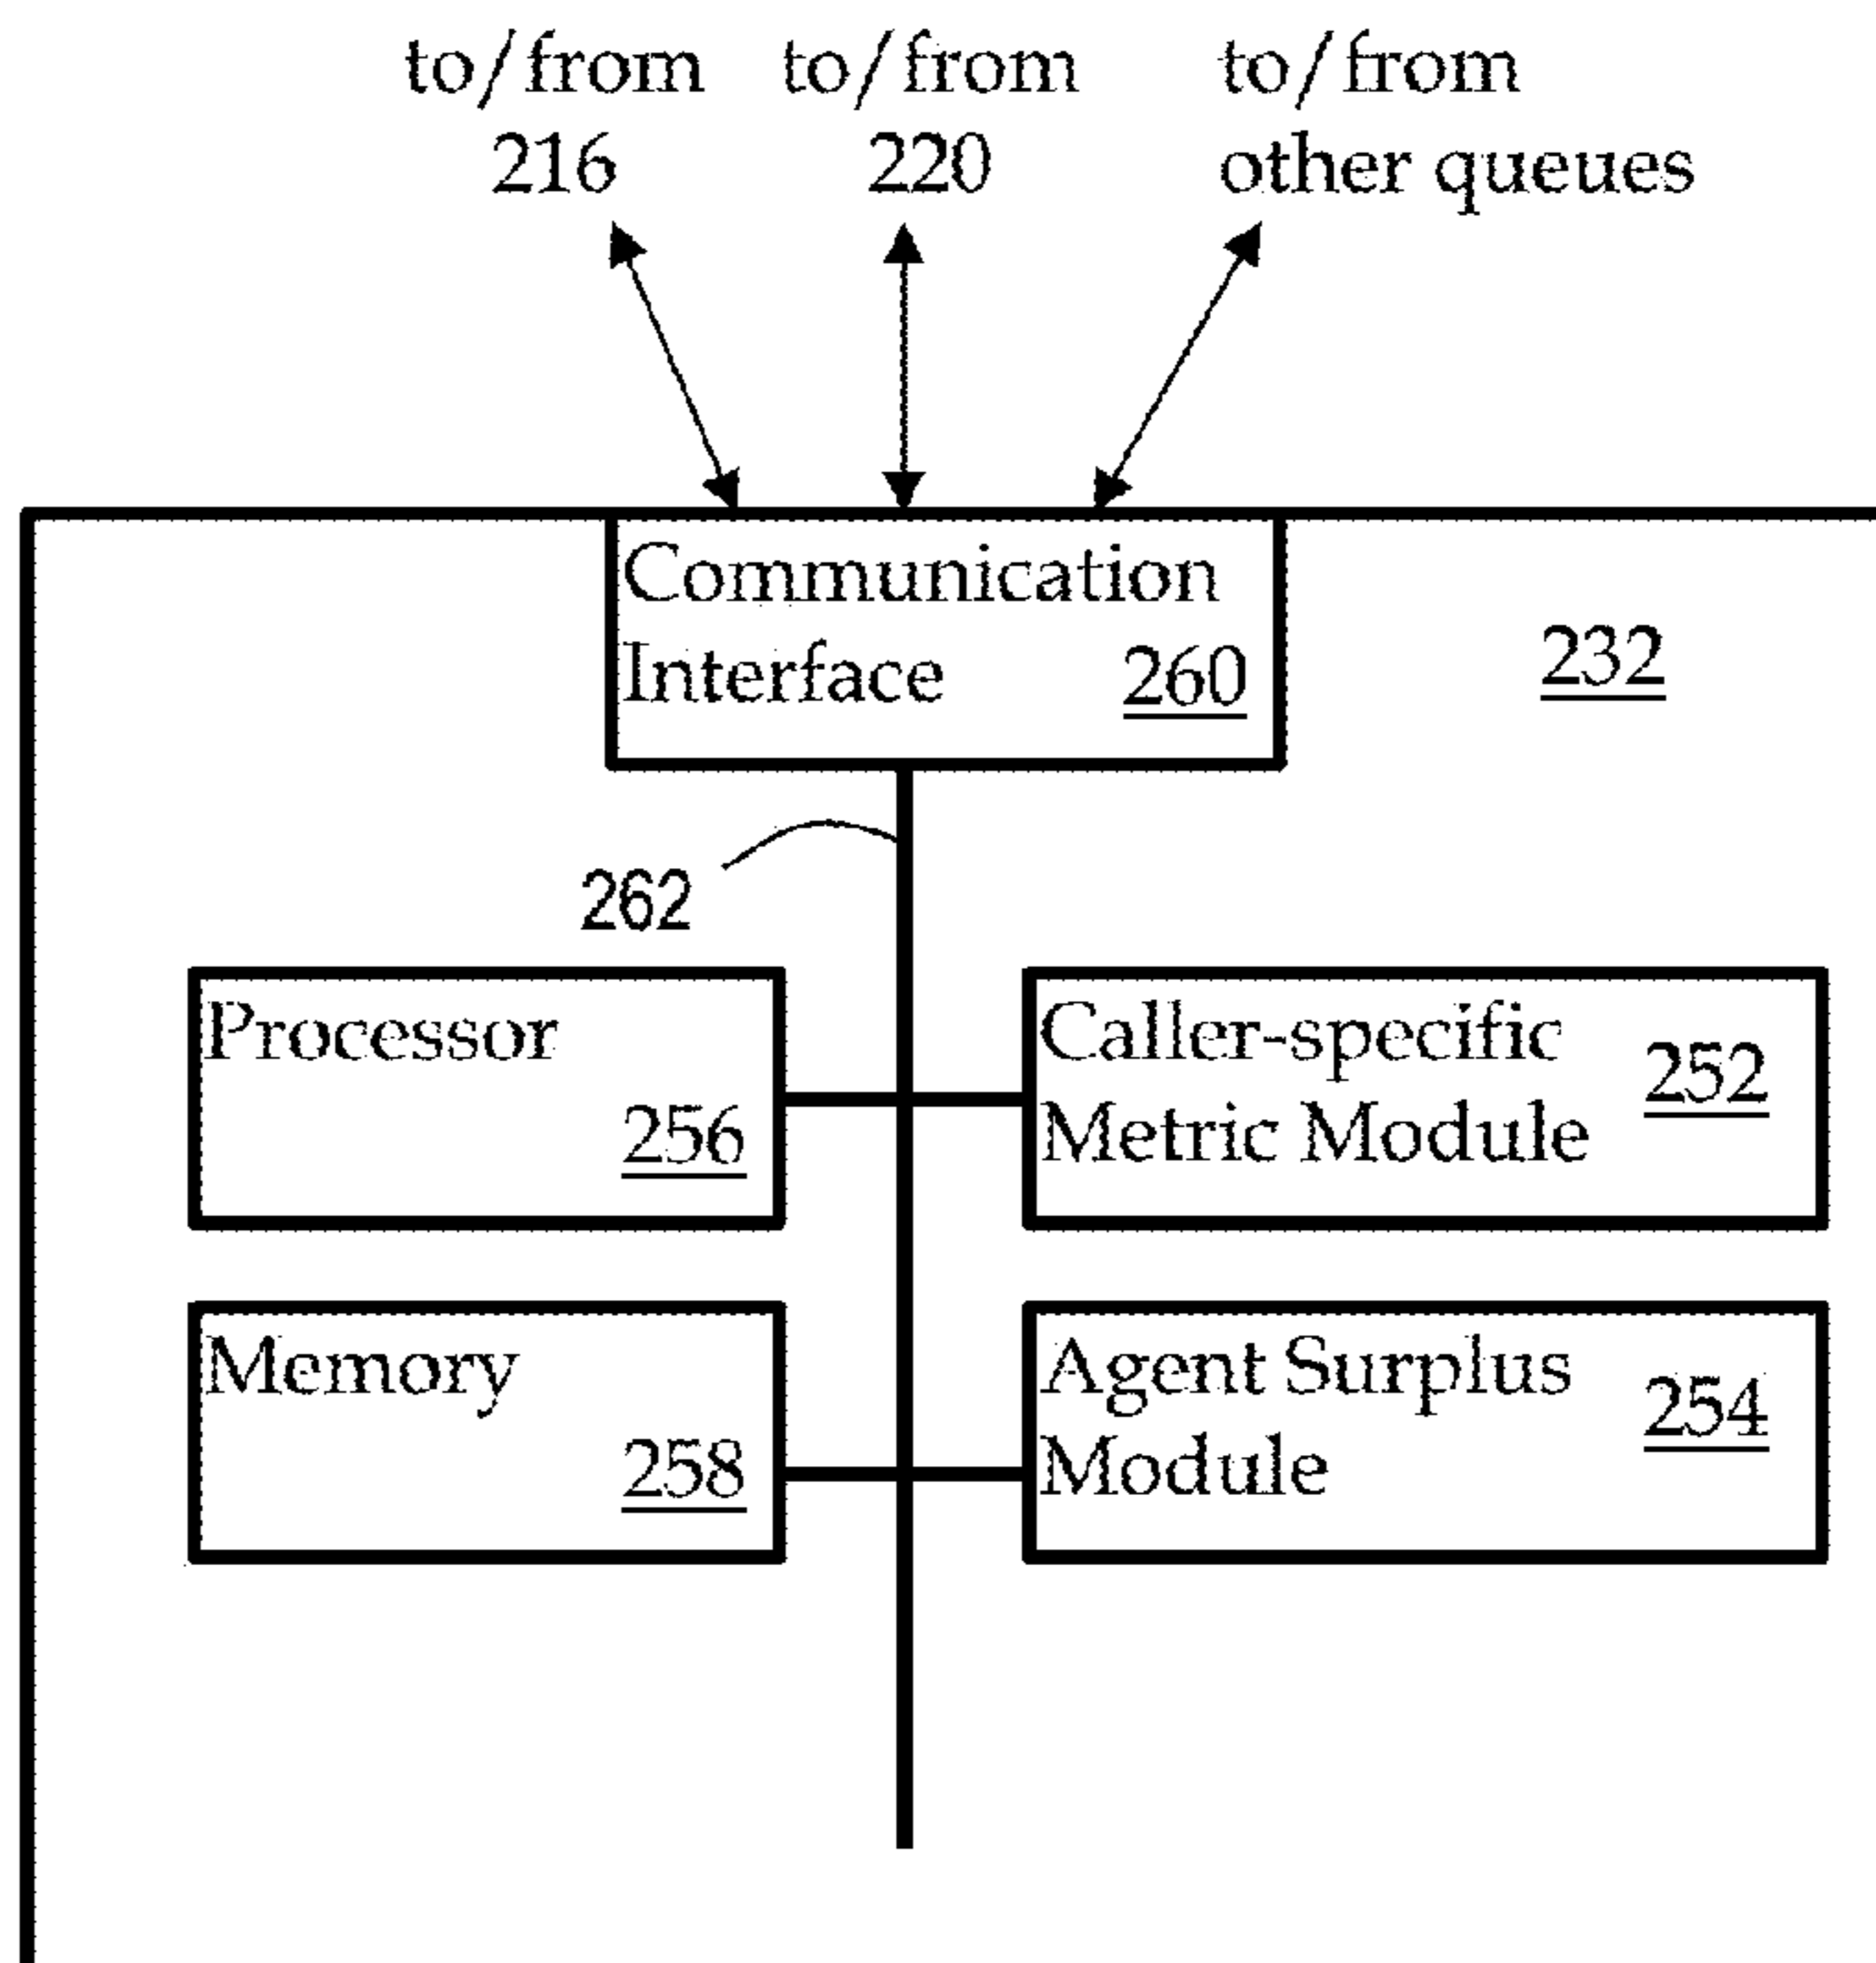 to/from to/from to/from
216 220 other queues
Communication
Interface 260
232
262
Processor
256
Caller-specific
Metric Module 252
Memory
258
Agent Surplus
Module 254